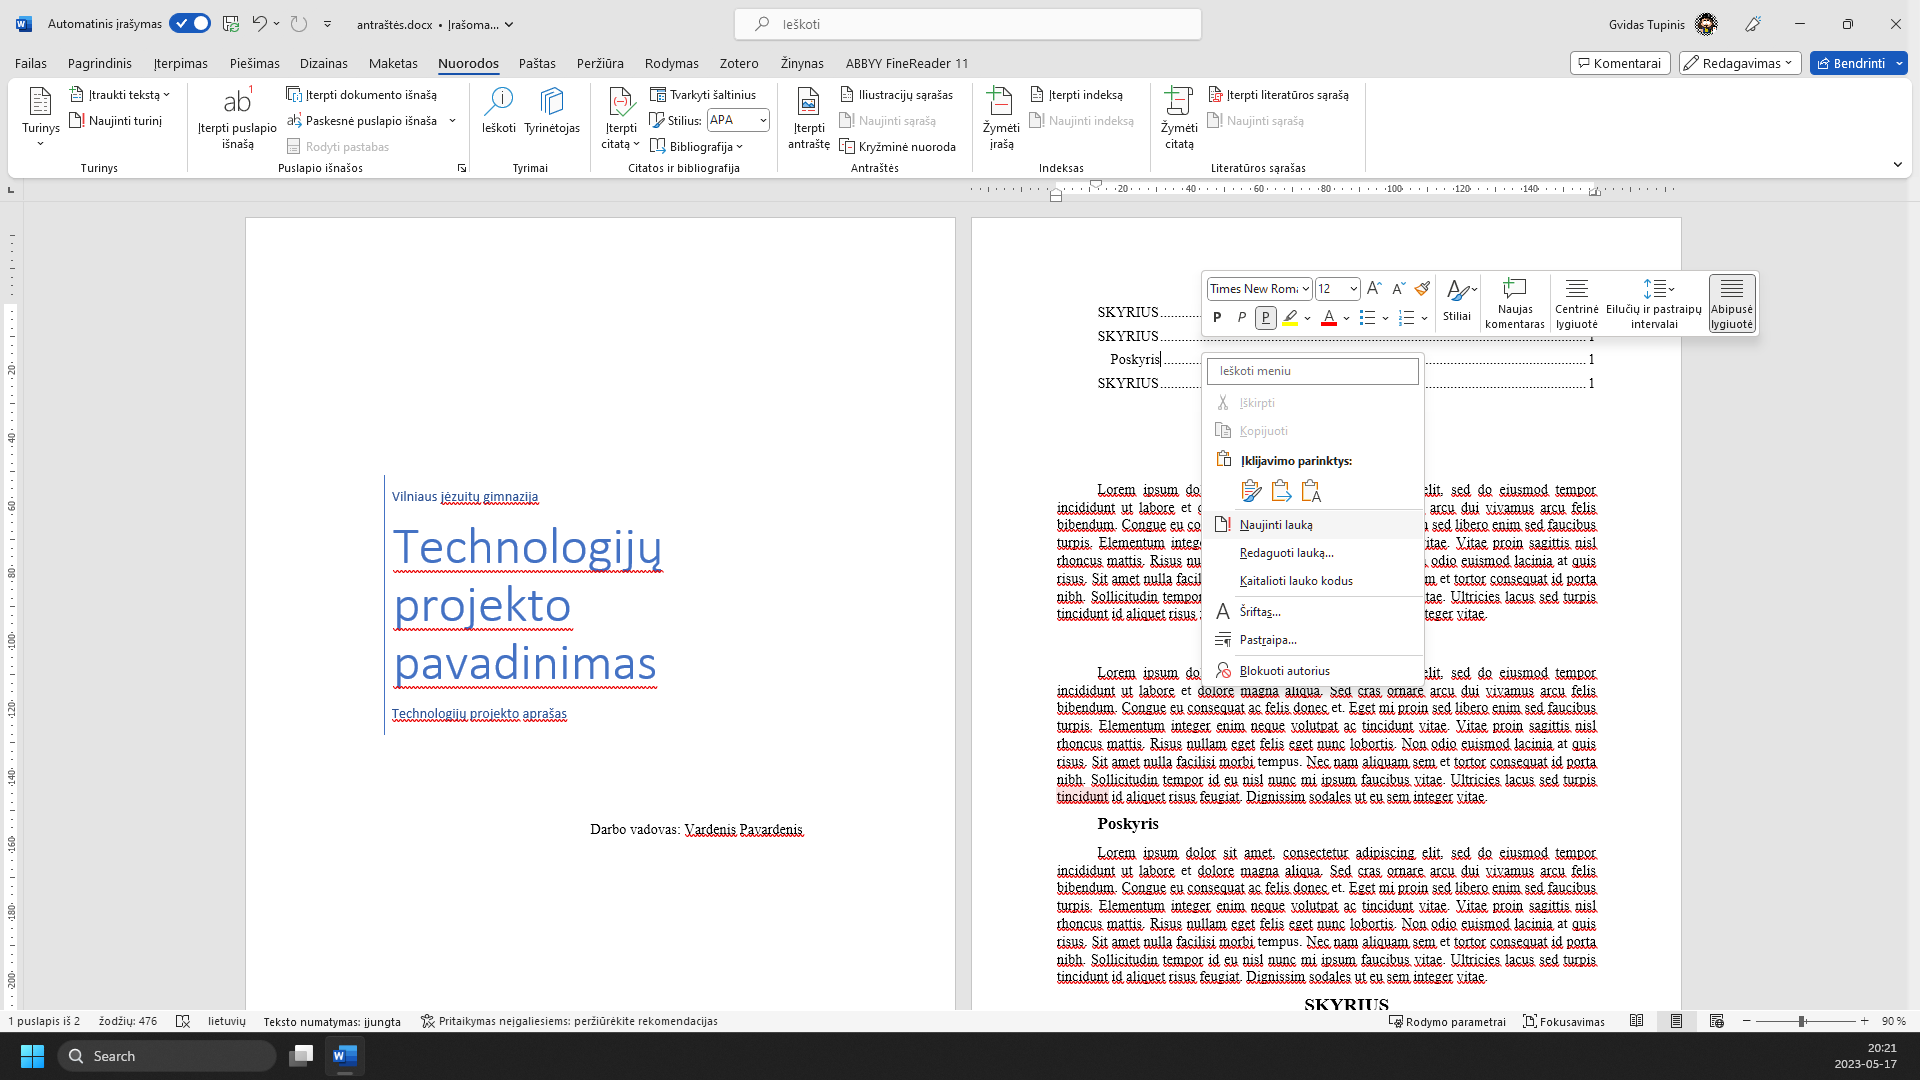 Automatinis įrašymas
antraštės.docx • Įrašoma...
Ieškoti
Gvidas Tupinis
Failas Pagrindinis Įterpimas Piešimas Dizainas Maketas Nuorodos Paštas Peržiūra Rodymas Zotero Žinynas ABBYY FineReader 11
Komentarai Redagavimas Bendrinti
Turinys
Įtraukti tekstą
Naujinti turinį
Turinys
Įterpti puslapio išnašą
Įterpti dokumento išnašą
Paskesnė puslapio išnaša
Rodyti pastabas
Puslapio išnašos
Ieškoti Tyrinėtojas
Tyrimai
Įterpti citatą
Tvarkyti šaltinius
Stilius: APA
Bibliografija
Citatos ir bibliografija
Įterpti antraštę
Iliustracijų sąrašas
Naujinti sąrašą
Kryžminė nuoroda
Antraštės
Žymėti įrašą
Įterpti indeksą
Naujinti indeksą
Indeksas
Žymėti citatą
Įterpti literatūros sąrašą
Naujinti sąrašą
Literatūros sąrašas
20 40 60 80 100 120 140
20
40
60
80
100
120
140
160
180
200
Vilniaus jėzuitų gimnazija
Technologijų
projekto
pavadinimas
Technologijų projekto aprašas
Darbo vadovas: Vardenis Pavardenis
SKYRIUS
SKYRIUS 1
Poskyris 1
SKYRIUS 1
Times New Roma 12
P P P
Stiliai
Naujas komentaras
Centrinė lygiuotė
Eilučių ir pastraipų intervalai
Abipusė lygiuotė
Ieškoti meniu
Iškirpti
Kopijuoti
Įklijavimo parinktys:
Naujinti lauką
Redaguoti lauką...
Kaitalioti lauko kodus
Šriftas...
Pastraipa...
Blokuoti autorius
Lorem ipsum elit, sed do eiusmod tempor
incididunt ut labore et arcu dui vivamus arcu felis
bibendum. Congue eu sed libero enim sed faucibus
turpis. Elementum vitae. Vitae proin sagittis nisl
rhoncus mattis. Risus odio euismod lacinia at quis
risus. Sit amet nulla et tortor consequat id porta
nibh. Sollicitudin tempor Ultricies lacus sed turpis
tincidunt id aliquet risus vitae.
Lorem ipsum elit, sed do eiusmod tempor
incididunt ut labore et dolore magna aliqua. Sed cras ornare arcu dui vivamus arcu felis
bibendum. Congue eu consequat ac felis donec et. Eget mi proin sed libero enim sed faucibus
turpis. Elementum integer enim neque volutpat ac tincidunt vitae. Vitae proin sagittis nisl
rhoncus mattis. Risus nullam eget felis eget nunc lobortis. Non odio euismod lacinia at quis
risus. Sit amet nulla facilisi morbi tempus. Nec nam aliquam sem et tortor consequat id porta
nibh. Sollicitudin tempor id eu nisl nunc mi ipsum faucibus vitae. Ultricies lacus sed turpis
tincidunt id aliquet risus feugiat. Dignissim sodales ut eu sem integer vitae.
Poskyris
Lorem ipsum dolor sit amet, consectetur adipiscing elit, sed do eiusmod tempor
incididunt ut labore et dolore magna aliqua. Sed cras ornare arcu dui vivamus arcu felis
bibendum. Congue eu consequat ac felis donec et. Eget mi proin sed libero enim sed faucibus
turpis. Elementum integer enim neque volutpat ac tincidunt vitae. Vitae proin sagittis nisl
rhoncus mattis. Risus nullam eget felis eget nunc lobortis. Non odio euismod lacinia at quis
risus. Sit amet nulla facilisi morbi tempus. Nec nam aliquam sem et tortor consequat id porta
nibh. Sollicitudin tempor id eu nisl nunc mi ipsum faucibus vitae. Ultricies lacus sed turpis
tincidunt id aliquet risus feugiat. Dignissim sodales ut eu sem integer vitae.
SKYRIUS
1 puslapis iš 2 žodžių: 476 lietuvių Teksto numatymas: įjungta Pritaikymas neįgaliesiems: peržiūrėkite rekomendacijas
Rodymo parametrai Fokusavimas 90 %
Search
20:21
2023-05-17